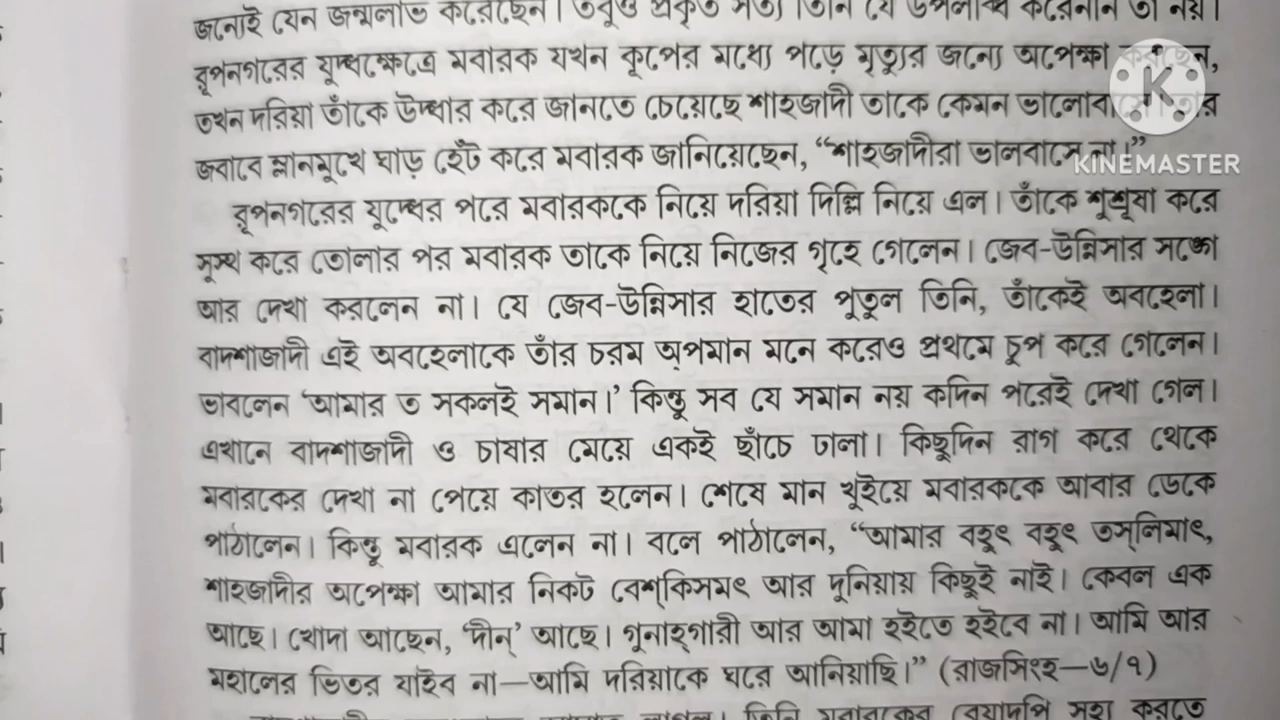 জন্যেই যেন জন্মলাভ করেছেন। তবুও প্রকৃত সত্য তিনি যে উপলব্ধি করেননি তা নয়।
রূপনগরের যুদ্ধক্ষেত্রে মবারক যখন কূপের মধ্যে পড়ে মৃত্যুর জন্যে অপেক্ষা করছেন,
তখন দরিয়া তাঁকে উদ্ধার করে জানতে চেয়েছে শাহজাদী তাকে কেমন ভালোবাসে। তার
জবাবে ম্লানমুখে ঘাড় হেঁট করে মবারক জানিয়েছেন, “শাহজাদীরা ভালবাসে না।”
K
KINEMASTER
রূপনগরের যুদ্ধের পরে মবারককে নিয়ে দরিয়া দিল্লি নিয়ে এল। তাঁকে শুশ্রূষা করে
সুস্থ করে তোলার পর মবারক তাকে নিয়ে নিজের গৃহে গেলেন। জেব-উন্নিসার সঙ্গে
আর দেখা করলেন না। যে জেব-উন্নিসার হাতের পুতুল তিনি, তাঁকেই অবহেলা।
বাদশাজাদী এই অবহেলাকে তাঁর চরম অপমান মনে করেও প্রথমে চুপ করে গেলেন।
ভাবলেন ‘আমার ত সকলই সমান।’ কিন্তু সব যে সমান নয় কদিন পরেই দেখা গেল।
এখানে বাদশাজাদী ও চাষার মেয়ে একই ছাঁচে ঢালা। কিছুদিন রাগ করে থেকে
মবারকের দেখা না পেয়ে কাতর হলেন। শেষে মান খুইয়ে মবারককে আবার ডেকে
পাঠালেন। কিন্তু মবারক এলেন না। বলে পাঠালেন, “আমার বহুৎ বহুৎ তস্‌লিমাৎ,
শাহজাদীর অপেক্ষা আমার নিকট বেশ্‌কিসমৎ আর দুনিয়ায় কিছুই নাই। কেবল এক
আছে। খোদা আছেন, ‘দীন্‌’ আছে। গুনাহ্‌গারী আর আমা হইতে হইবে না। আমি আর
মহালের ভিতর যাইব না—আমি দরিয়াকে ঘরে আনিয়াছি।” (রাজসিংহ—৬/৭)
লাগল। তিনি মবারকের বেয়াদপি সহ্য করতে